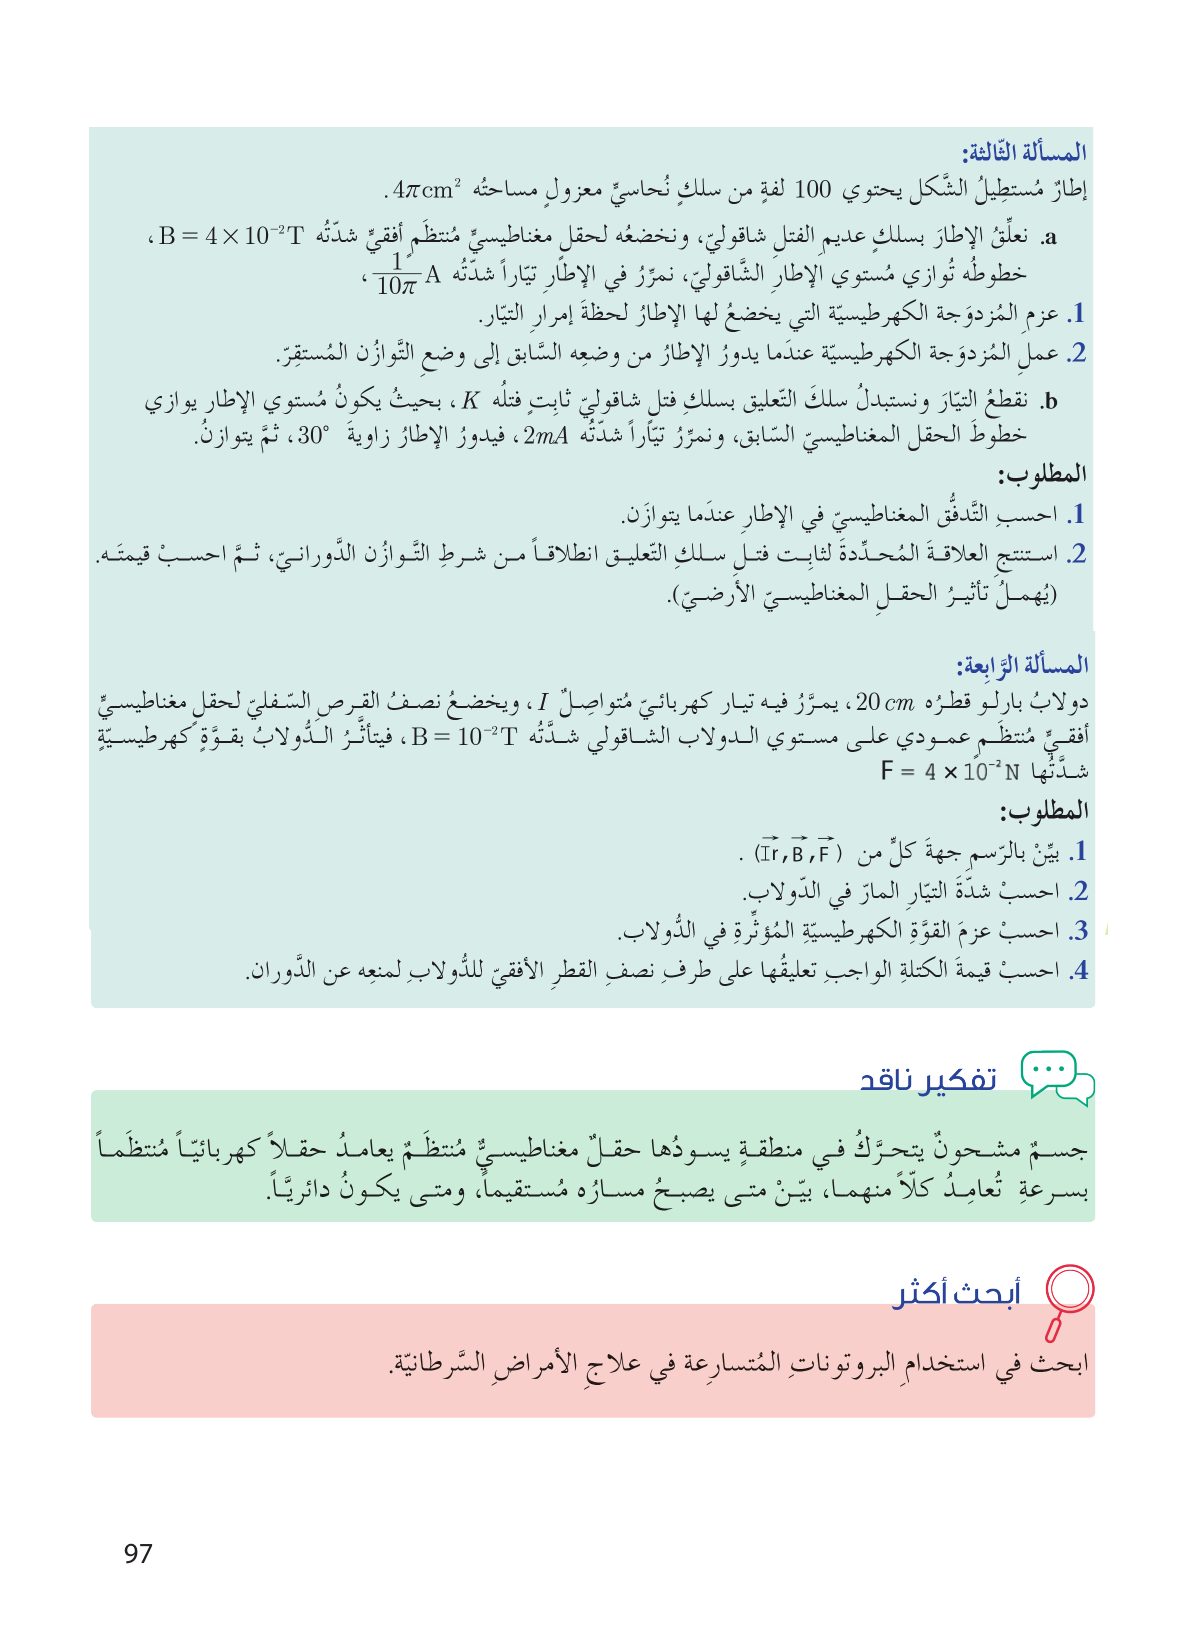 المسألة الثّالثة:
إطارٌ مُستطِيلُ الشَّكل يحتوي 100 لفةٍ من سلكٍ نُحاسيٍّ معزولٍ مساحتُه 4π cm².
a. نعلِّقُ الإطارَ بسلكٍ عديمِ الفتلِ شاقوليّ، ونخضعُه لحقلٍ مغناطيسيٍّ مُنتظَمٍ أفقيٍّ شدّتُه B = 4 × 10⁻² T،
خطوطُه تُوازي مُستوي الإطارِ الشَّاقوليّ، نمرِّرُ في الإطارِ تيّاراً شدّتُه 1/10π A،
1. عزمِ المُزدوَجة الكهرطيسيّة التي يخضعُ لها الإطارُ لحظةَ إمرارِ التيّار.
2. عملِ المُزدوَجة الكهرطيسيّة عندَما يدورُ الإطارُ من وضعِه السَّابق إلى وضعِ التَّوازُن المُستقِرّ.
b. نقطعُ التيّارَ ونستبدلُ سلكَ التّعليق بسلكِ فتلٍ شاقوليّ ثابِتِ فتلُه K، بحيثُ يكونُ مُستوي الإطار يوازي
خطوطَ الحقل المغناطيسيّ السّابق، ونمرِّرُ تيّاراً شدّتُه 2mA، فيدورُ الإطارُ زاويةَ 30°، ثمَّ يتوازنُ.
المطلوب:
1. احسبِ التَّدفُّق المغناطيسيّ في الإطارِ عندَما يتوازَن.
2. استنتجِ العلاقةَ المُحدِّدةَ لثابِت فتلِ سلكِ التّعليق انطلاقاً من شرطِ التَّوازُن الدَّورانيّ، ثمَّ احسبْ قيمتَه.
(يُهملُ تأثيرُ الحقلِ المغناطيسيّ الأرضيّ).
المسألة الرَّابِعة:
دولابُ بارلو قطرُه 20 cm، يمرَّرُ فيه تيار كهربائيّ مُتواصِلٌ I، ويخضعُ نصفُ القرصِ السّفليّ لحقلٍ مغناطيسيٍّ
أفقيٍّ مُنتظَمٍ عمودي على مستوي الدولاب الشاقولي شدَّتُه B = 10⁻² T، فيتأثَّرُ الدُّولابُ بقوَّةٍ كهرطيسيّةٍ
شدَّتُها F = 4 × 10⁻² N
المطلوب:
1. بيِّنْ بالرّسمِ جهةَ كلٍّ من (I⃗r , B⃗ , F⃗) .
2. احسبْ شدّةَ التيّارِ المارّ في الدّولاب.
3. احسبْ عزمَ القوَّةِ الكهرطيسيّةِ المُؤثِّرةِ في الدُّولاب.
4. احسبْ قيمةَ الكتلةِ الواجبِ تعليقُها على طرفِ نصفِ القطرِ الأفقيّ للدُّولابِ لمنعِه عن الدَّوران.
تفكير ناقد
جسمٌ مشحونٌ يتحرَّكُ في منطقةٍ يسودُها حقلٌ مغناطيسيٌّ مُنتظَمٌ يعامدُ حقلاً كهربائيّاً مُنتظَماً
بسرعةِ تُعامِدُ كلّاً منهما، بيّنْ متى يصبحُ مسارُه مُستقيماً، ومتى يكونُ دائريَّاً.
أبحث أكثر
ابحث في استخدامِ البروتوناتِ المُتسارِعة في علاجِ الأمراضِ السَّرطانيّة.
97